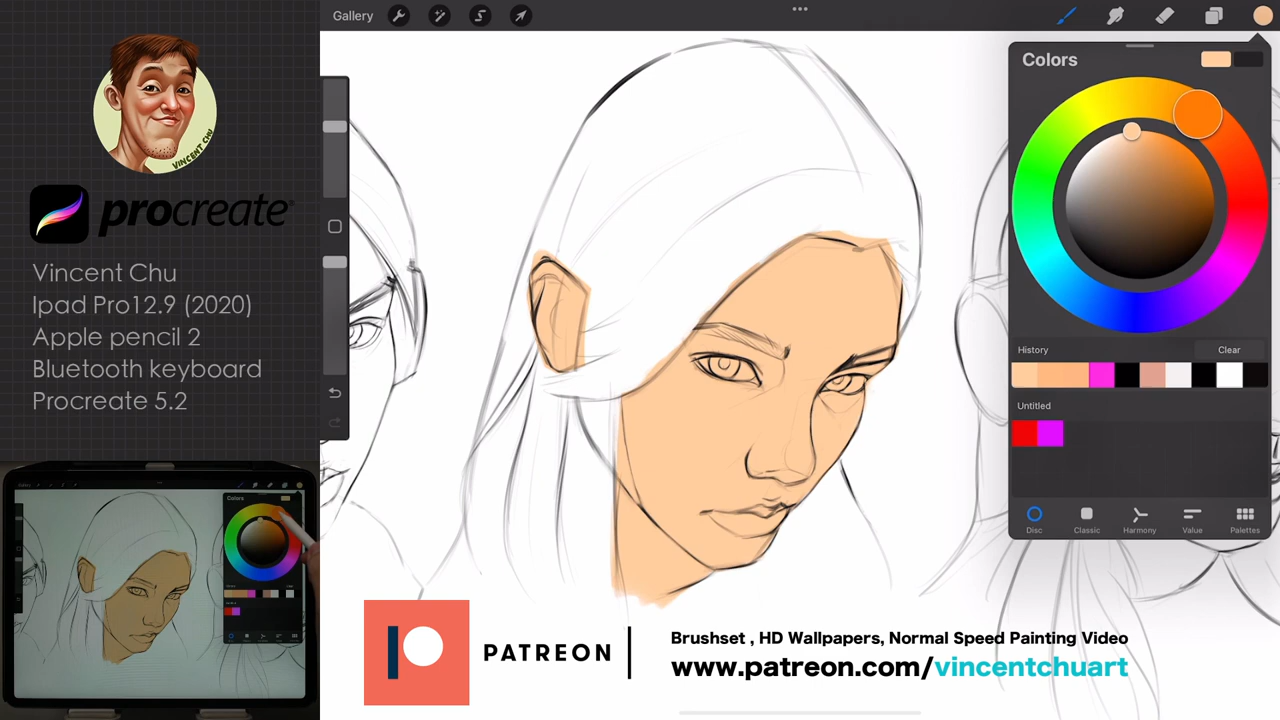 VINCENT CHU
procreate
Vincent Chu
Ipad Pro12.9 (2020)
Apple pencil 2
Bluetooth keyboard
Procreate 5.2
Gallery
Colors
History
Clear
Untitled
Disc
Classic
Harmony
Value
Palettes
Colors
PATREON
Brushset , HD Wallpapers, Normal Speed Painting Video
www.patreon.com/vincentchuart